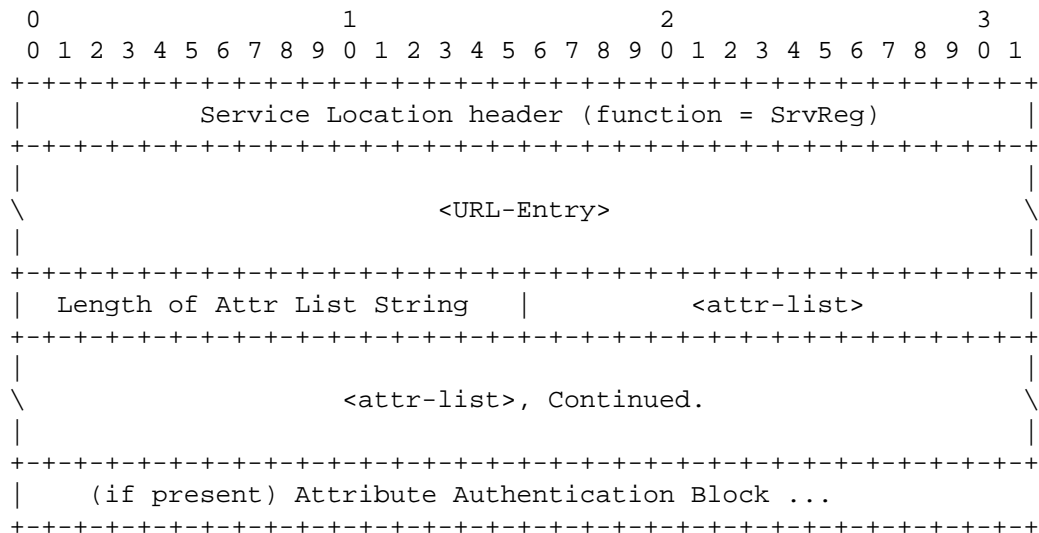 0                   1                   2                   3
 0 1 2 3 4 5 6 7 8 9 0 1 2 3 4 5 6 7 8 9 0 1 2 3 4 5 6 7 8 9 0 1
+-+-+-+-+-+-+-+-+-+-+-+-+-+-+-+-+-+-+-+-+-+-+-+-+-+-+-+-+-+-+-+-+
|           Service Location header (function = SrvReg)         |
+-+-+-+-+-+-+-+-+-+-+-+-+-+-+-+-+-+-+-+-+-+-+-+-+-+-+-+-+-+-+-+-+
|                                                               |
\                          <URL-Entry>                          \
|                                                               |
+-+-+-+-+-+-+-+-+-+-+-+-+-+-+-+-+-+-+-+-+-+-+-+-+-+-+-+-+-+-+-+-+
|  Length of Attr List String   |          <attr-list>          |
+-+-+-+-+-+-+-+-+-+-+-+-+-+-+-+-+-+-+-+-+-+-+-+-+-+-+-+-+-+-+-+-+
|                                                               |
\                    <attr-list>, Continued.                    \
|                                                               |
+-+-+-+-+-+-+-+-+-+-+-+-+-+-+-+-+-+-+-+-+-+-+-+-+-+-+-+-+-+-+-+-+
|    (if present) Attribute Authentication Block ...
+-+-+-+-+-+-+-+-+-+-+-+-+-+-+-+-+-+-+-+-+-+-+-+-+-+-+-+-+-+-+-+-+